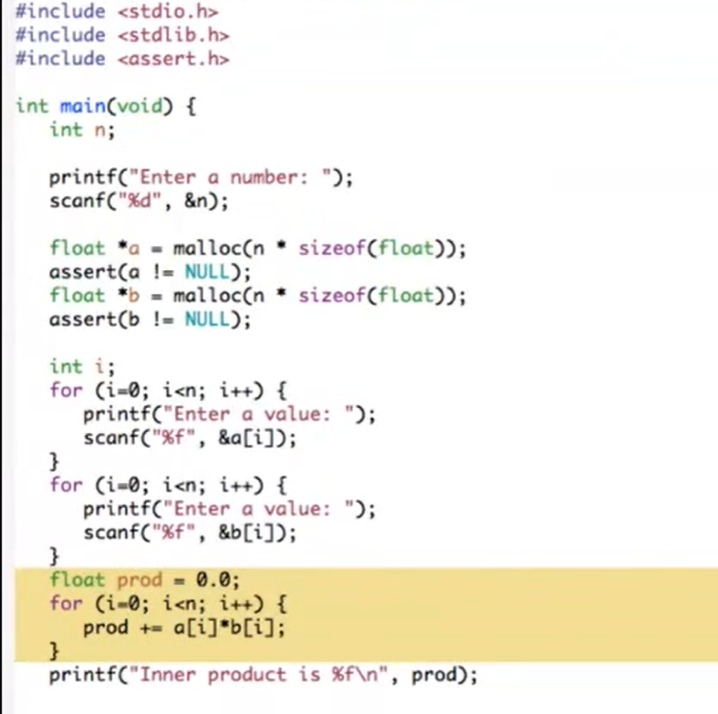 #include <stdio.h>
#include <stdlib.h>
#include <assert.h>
int main(void) {
int n;
printf("Enter a number: ");
scanf("%d", &n);
float *a = malloc(n * sizeof(float));
assert(a != NULL);
float *b = malloc(n * sizeof(float));
assert(b != NULL);
int i;
for (i=0; i<n; i++) {
printf("Enter a value: ");
scanf("%f", &a[i]);
}
for (i=0; i<n; i++) {
printf("Enter a value: ");
scanf("%f", &b[i]);
}
float prod = 0.0;
for (i=0; i<n; i++) {
prod += a[i]*b[i];
}
printf("Inner product is %f\n", prod);